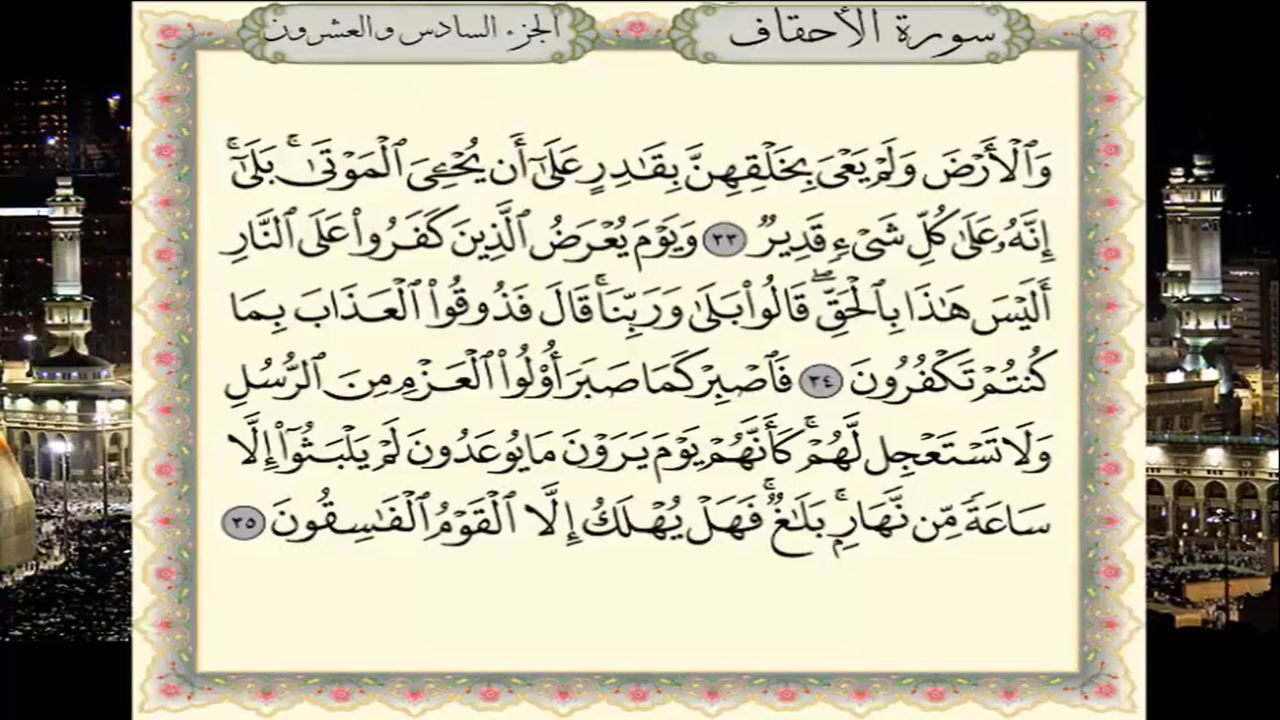 سورة الأحقاف
الجزء السادس والعشرون
وَٱلْأَرْضَ وَلَمْ يَعْىَ بِخَلْقِهِنَّ بِقَٰدِرٍ عَلَىٰٓ أَن يُحْـِۧىَ ٱلْمَوْتَىٰ ۚ بَلَىٰٓ ۚ
إِنَّهُۥ عَلَىٰ كُلِّ شَىْءٍ قَدِيرٌ ٣٣ وَيَوْمَ يُعْرَضُ ٱلَّذِينَ كَفَرُوا۟ عَلَى ٱلنَّارِ
أَلَيْسَ هَٰذَا بِٱلْحَقِّ ۖ قَالُوا۟ بَلَىٰ وَرَبِّنَا ۚ قَالَ فَذُوقُوا۟ ٱلْعَذَابَ بِمَا
كُنتُمْ تَكْفُرُونَ ٣٤ فَٱصْبِرْ كَمَا صَبَرَ أُو۟لُوا۟ ٱلْعَزْمِ مِنَ ٱلرُّسُلِ
وَلَا تَسْتَعْجِل لَّهُمْ ۚ كَأَنَّهُمْ يَوْمَ يَرَوْنَ مَا يُوعَدُونَ لَمْ يَلْبَثُوٓا۟ إِلَّا
سَاعَةً مِّن نَّهَارٍۭ ۚ بَلَٰغٌ ۚ فَهَلْ يُهْلَكُ إِلَّا ٱلْقَوْمُ ٱلْفَٰسِقُونَ ٣٥